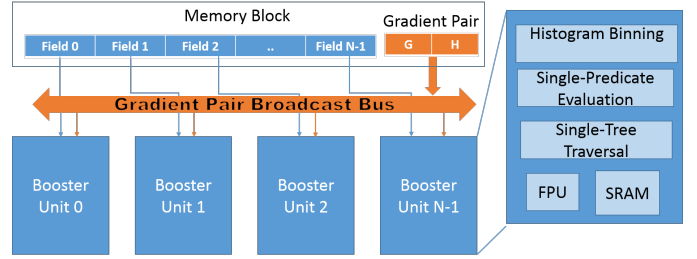 Memory Block
Gradient Pair
Field 0 Field 1 Field 2 .. Field N-1 G H
Gradient Pair Broadcast Bus
Booster
Unit 0
Booster
Unit 1
Booster
Unit 2
Booster
Unit N-1
Histogram Binning
Single-Predicate
Evaluation
Single-Tree
Traversal
FPU
SRAM